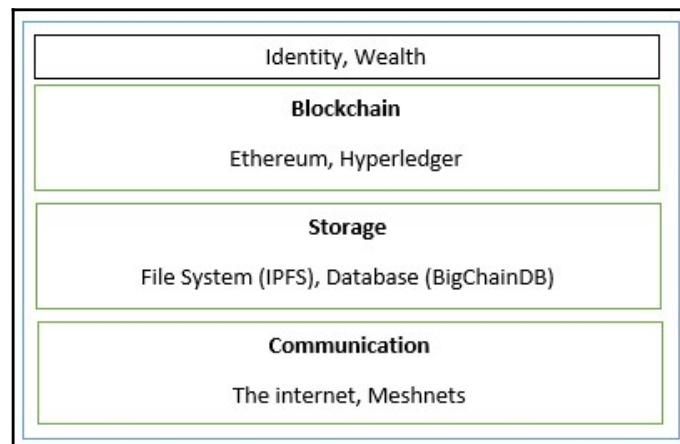 Identity, Wealth
Blockchain
Ethereum, Hyperledger
Storage
File System (IPFS), Database (BigChainDB)
Communication
The internet, Meshnets